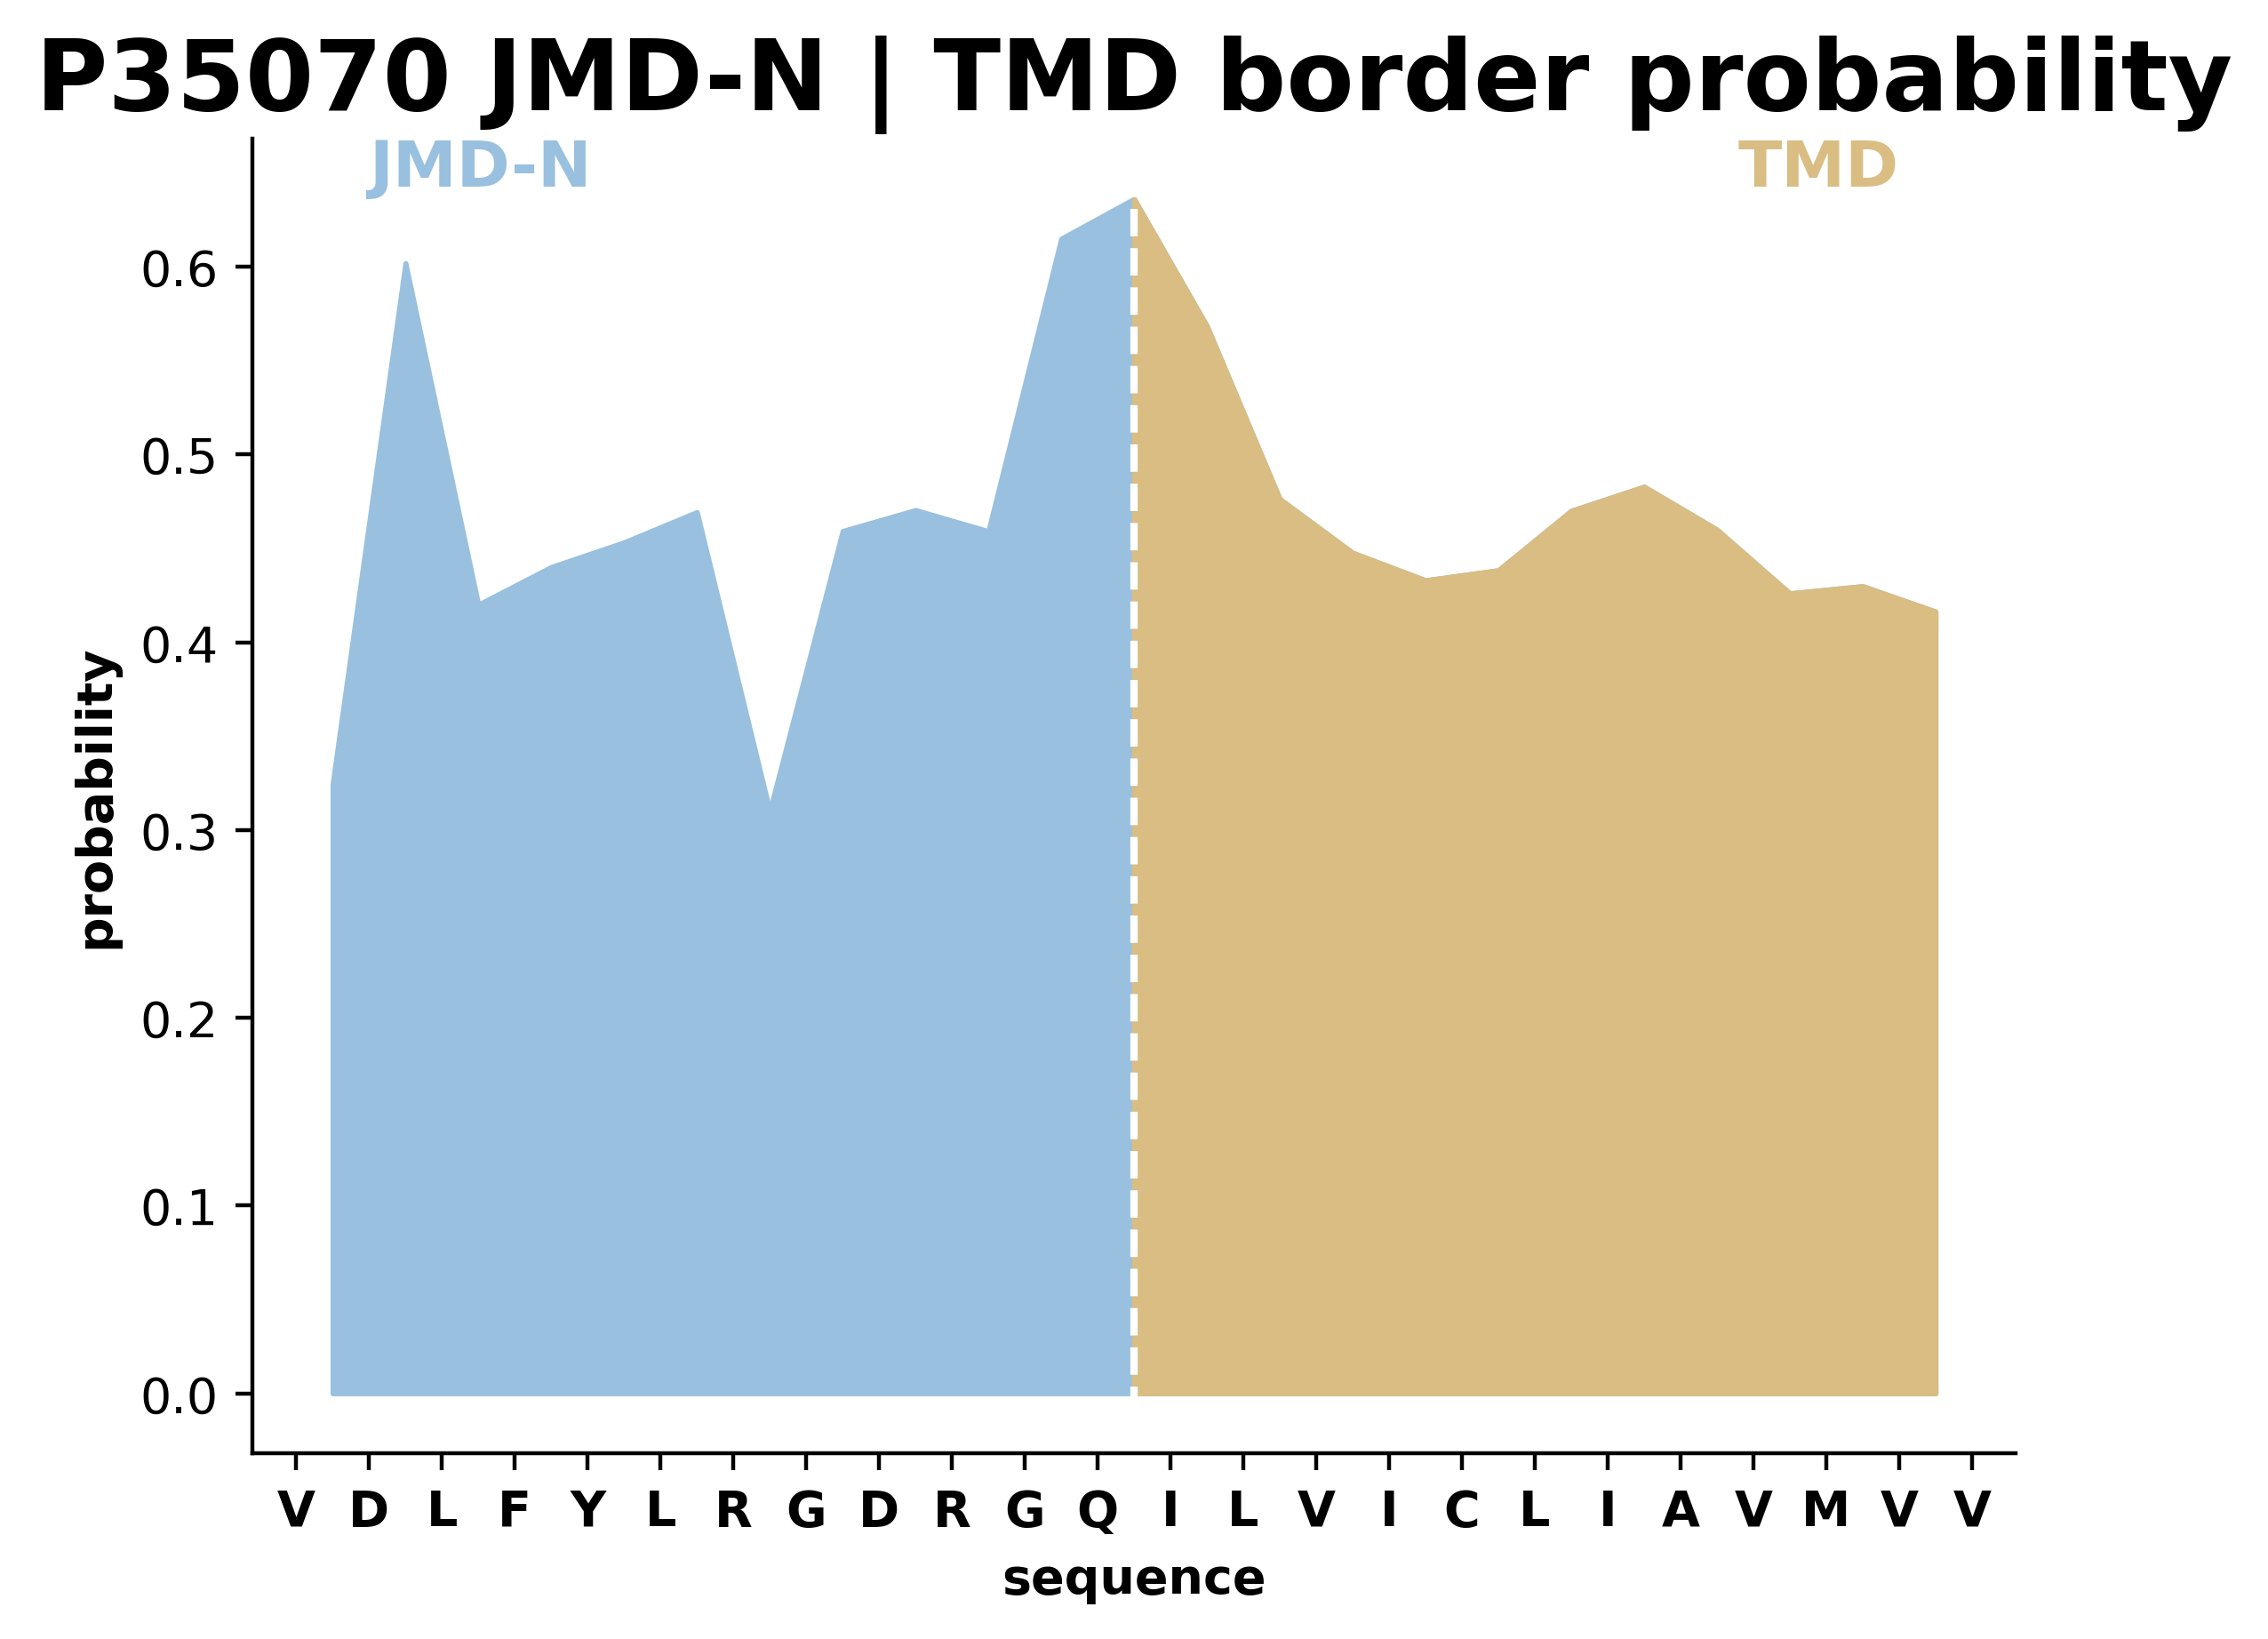 P35070 JMD-N | TMD border probability
JMD-N TMD
0.6
0.5
0.4
0.3
0.2
0.1
0.0
probability
V D L F Y L R G D R G Q I L V I C L I A V M V V
sequence